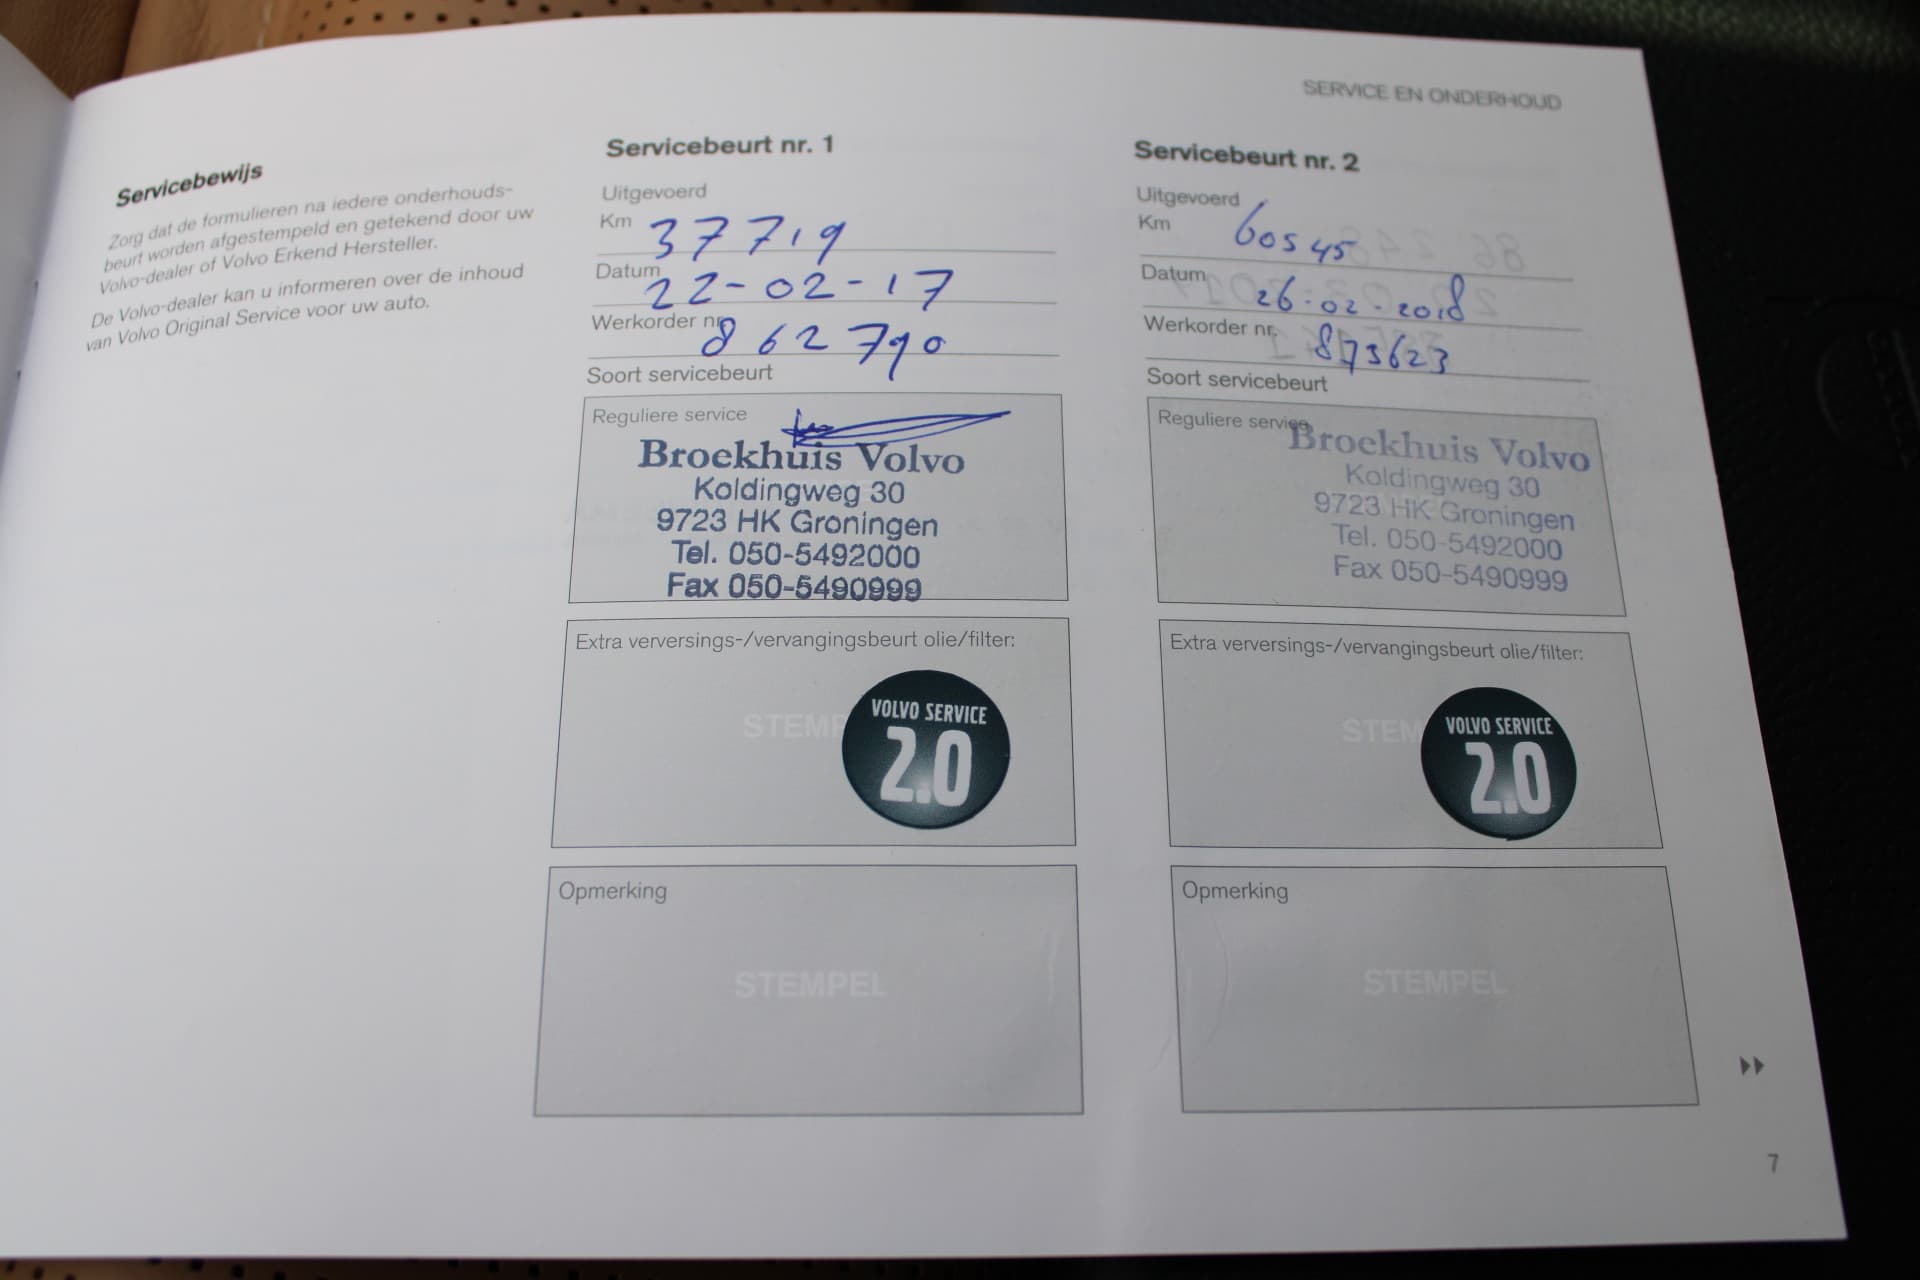 SERVICE EN ONDERHOUD
Servicebewijs
Zorg dat de formulieren na iedere onderhouds-
beurt worden afgestempeld en getekend door uw
Volvo-dealer of Volvo Erkend Hersteller.
De Volvo-dealer kan u informeren over de inhoud
van Volvo Original Service voor uw auto.
Servicebeurt nr. 1
Uitgevoerd
Km 37719
Datum 22-02-17
Werkorder nr. 862790
Soort servicebeurt
Reguliere service
Broekhuis Volvo
Koldingweg 30
9723 HK Groningen
Tel. 050-5492000
Fax 050-5490999
Extra verversings-/vervangingsbeurt olie/filter:
VOLVO SERVICE
2.0
Opmerking
STEMPEL
Servicebeurt nr. 2
Uitgevoerd
Km 60545
Datum 26-02-2018
Werkorder nr. 873623
Soort servicebeurt
Reguliere service
Broekhuis Volvo
Koldingweg 30
9723 HK Groningen
Tel. 050-5492000
Fax 050-5490999
Extra verversings-/vervangingsbeurt olie/filter:
VOLVO SERVICE
2.0
Opmerking
STEMPEL
7